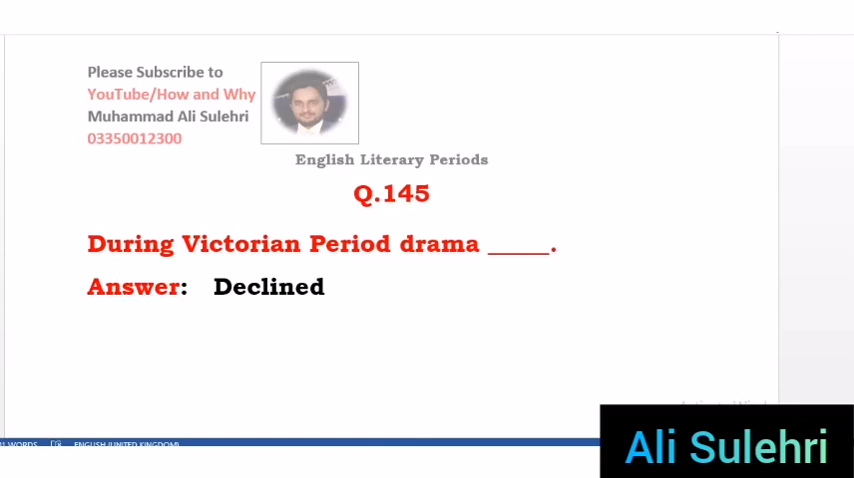 Please Subscribe to
YouTube/How and Why
Muhammad Ali Sulehri
03350012300
English Literary Periods
Q.145
During Victorian Period drama _____.
Answer: Declined
WORDS ENGLISH (UNITED KINGDOM)
Ali Sulehri